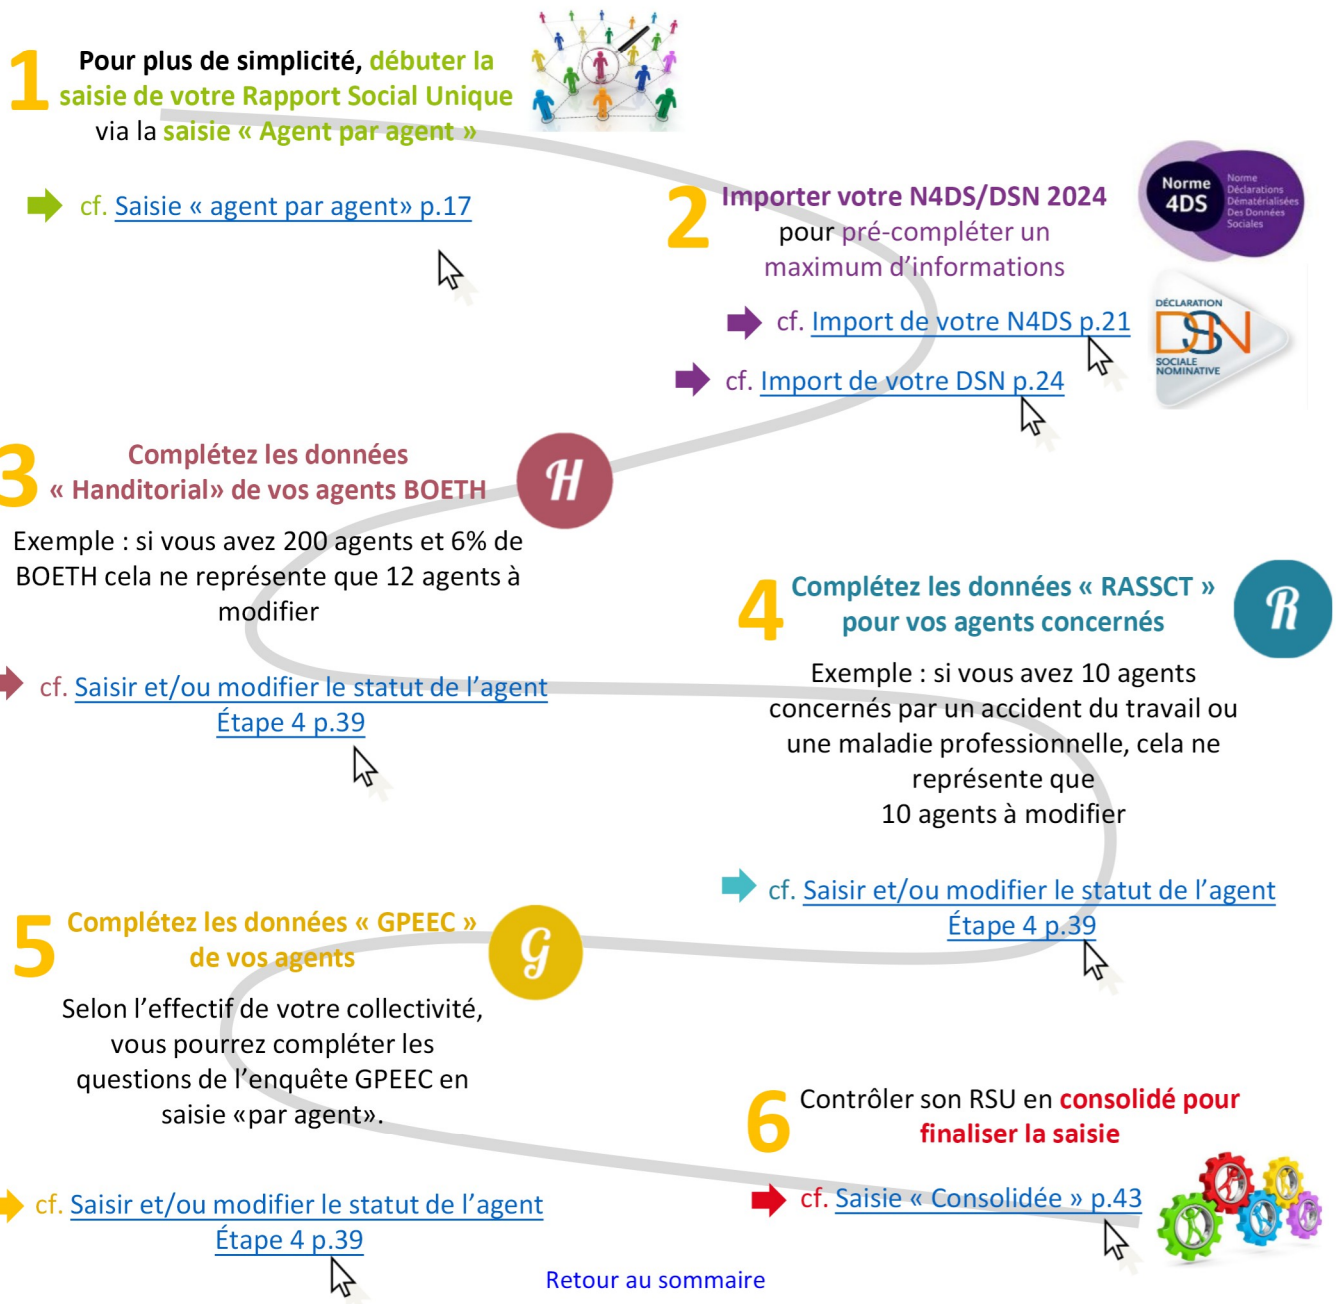 1
Pour plus de simplicité, débuter la
saisie de votre Rapport Social Unique
via la saisie « Agent par agent »
cf. Saisie « agent par agent» p.17
2
Importer votre N4DS/DSN 2024
pour pré-compléter un
maximum d'informations
cf. Import de votre N4DS p.21
cf. Import de votre DSN p.24
Norme
4DS
Norme
Déclarations
Dématérialisées
Des Données
Sociales
DÉCLARATION
DSN
SOCIALE
NOMINATIVE
3
Complétez les données
« Handitorial» de vos agents BOETH
H
Exemple : si vous avez 200 agents et 6% de
BOETH cela ne représente que 12 agents à
modifier
cf. Saisir et/ou modifier le statut de l'agent
Étape 4 p.39
4
Complétez les données « RASSCT »
pour vos agents concernés
R
Exemple : si vous avez 10 agents
concernés par un accident du travail ou
une maladie professionnelle, cela ne
représente que
10 agents à modifier
cf. Saisir et/ou modifier le statut de l'agent
Étape 4 p.39
5
Complétez les données « GPEEC »
de vos agents
G
Selon l'effectif de votre collectivité,
vous pourrez compléter les
questions de l'enquête GPEEC en
saisie «par agent».
cf. Saisir et/ou modifier le statut de l'agent
Étape 4 p.39
6
Contrôler son RSU en consolidé pour
finaliser la saisie
cf. Saisie « Consolidée » p.43
Retour au sommaire